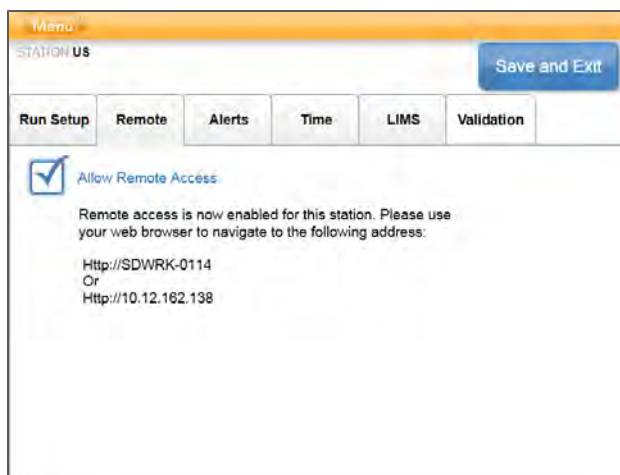 Menu
STATION US
Save and Exit
Run Setup Remote Alerts Time LIMS Validation
Allow Remote Access
Remote access is now enabled for this station. Please use
your web browser to navigate to the following address:
Http://SDWRK-0114
Or
Http://10.12.162.138